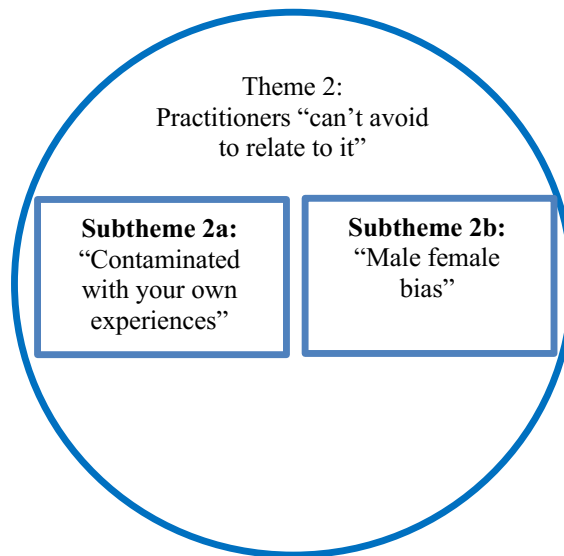 Theme 2:
Practitioners “can’t avoid
to relate to it”
Subtheme 2a:
“Contaminated
with your own
experiences”
Subtheme 2b:
“Male female
bias”